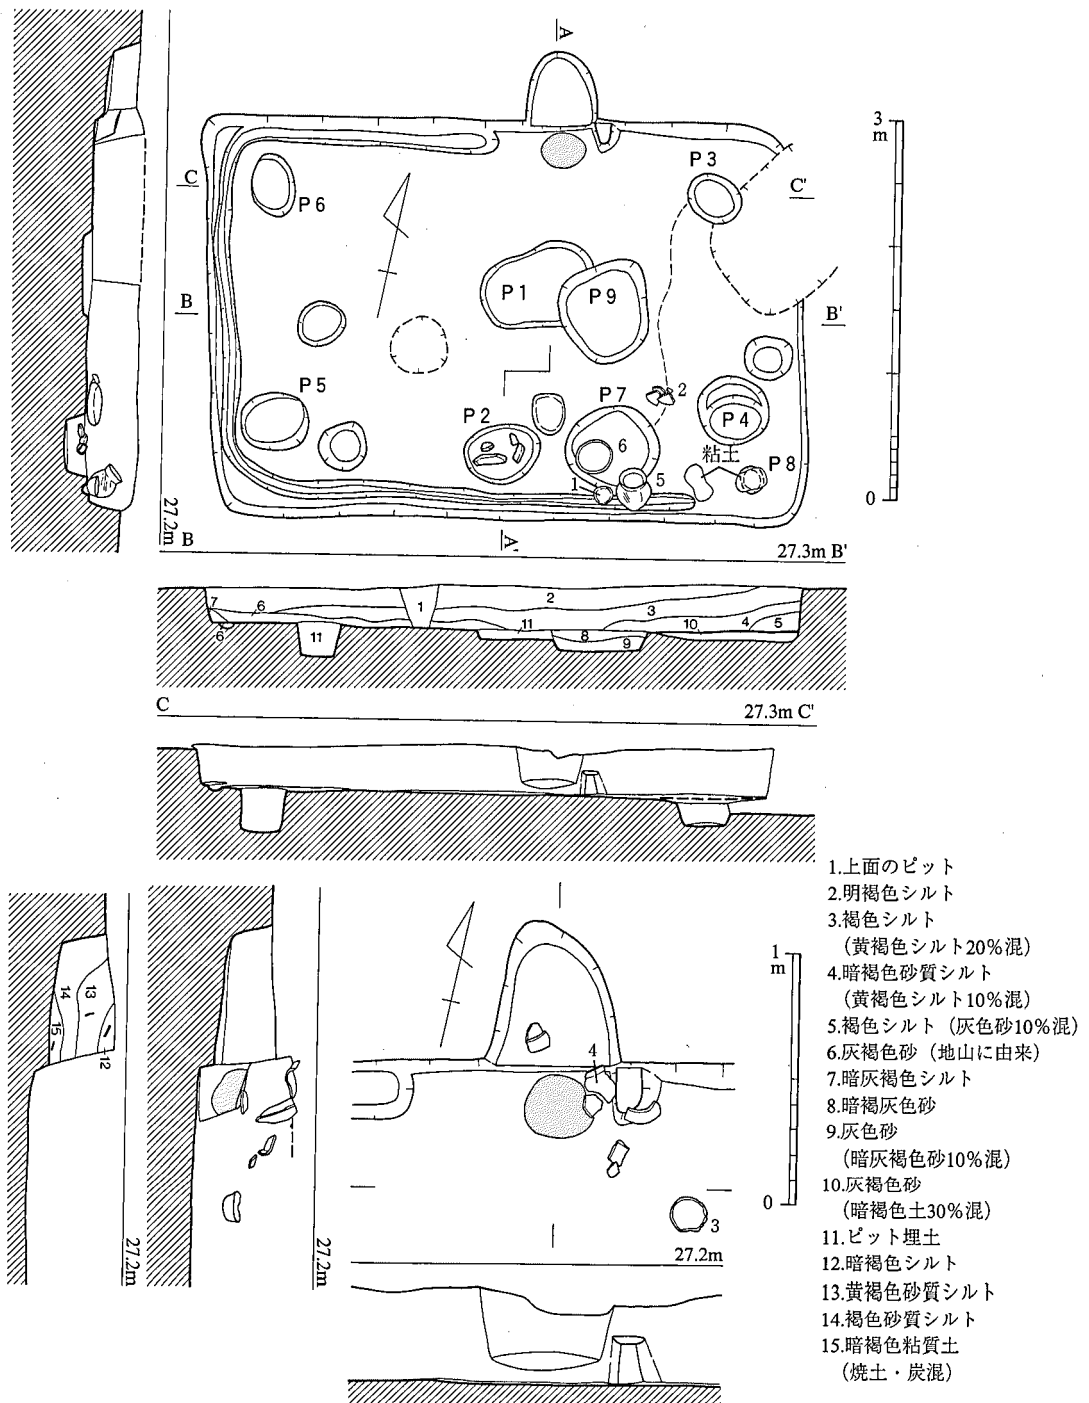 A
3
m
C
P6
P3
C'
B
P1
P9
B'
P5
P2
P7
2
P4
6
粘土
P8
1
5
0
27.2m
B
A'
27.3m B'
7
6
1
2
3
11
10
4
5
6
11
8
9
C
27.3m C'
1.上面のピット
2.明褐色シルト
3.褐色シルト
(黄褐色シルト20%混)
4.暗褐色砂質シルト
(黄褐色シルト10%混)
5.褐色シルト (灰色砂10%混)
6.灰褐色砂 (地山に由来)
7.暗灰褐色シルト
8.暗褐灰色砂
9.灰色砂
(暗灰褐色砂10%混)
10.灰褐色砂
(暗褐色土30%混)
11.ピット埋土
12.暗褐色シルト
13.黄褐色砂質シルト
14.褐色砂質シルト
15.暗褐色粘質土
(焼土・炭混)
1
m
14
13
15
12
4
3
0
27.2m
27.2m
27.2m